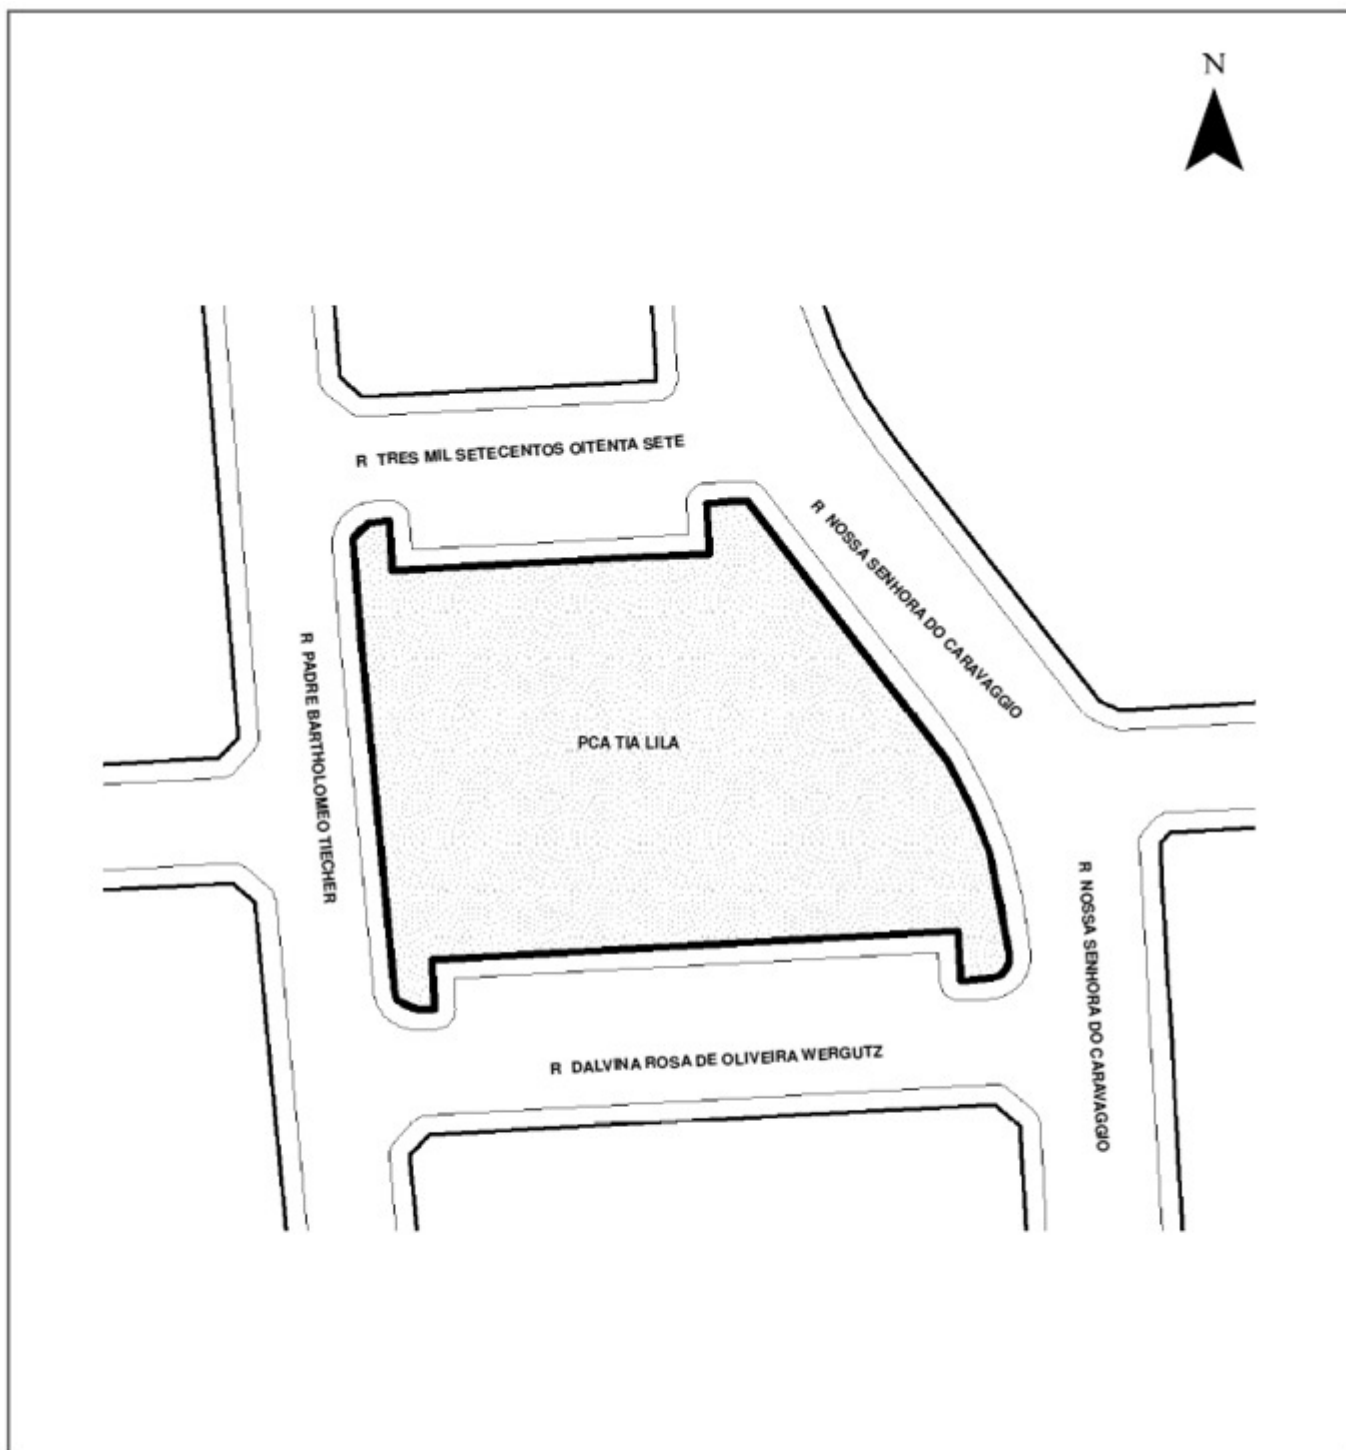 N
R TRES MIL SETECENTOS OITENTA SETE
R NOSSA SENHORA DO CARAVAGGIO
R PADRE BARTHOLOMEO TIECHER
PCA TIA LILA
R NOSSA SENHORA DO CARAVAGGIO
R DALVINA ROSA DE OLIVEIRA WERGUTZ